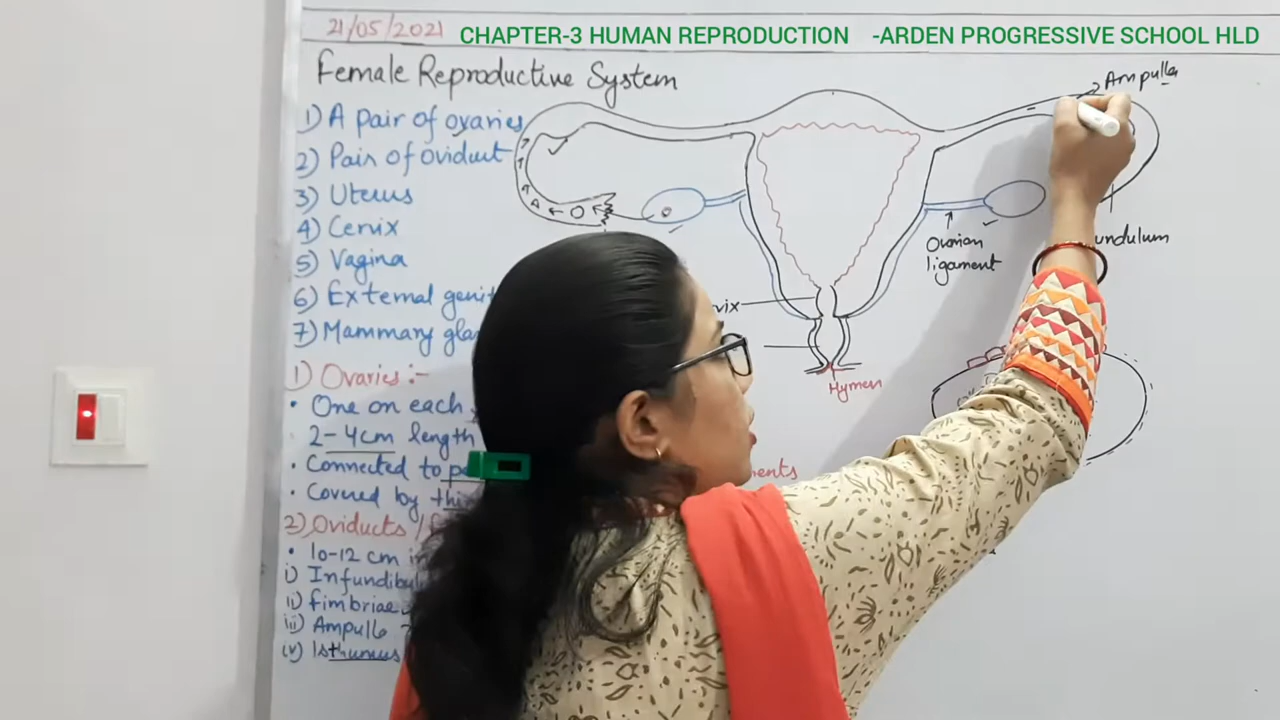 21/05/2021 CHAPTER-3 HUMAN REPRODUCTION -ARDEN PROGRESSIVE SCHOOL HLD
Female Reproductive System
1) A pair of ovaries
2) Pair of oviduct
3) Uterus
4) Cervix
5) Vagina
6) External genit
7) Mammary gla
1) Ovaries :-
• One on each
2-4cm length
• Connected to pe
• Covered by thi
2) Oviducts /
• 10-12 cm in
i) Infundibu
ii) fimbriae
iii) Ampulla
iv) Isthumus
Ampulla
undulum
Ovarian
ligament
vix
Hymen
ments